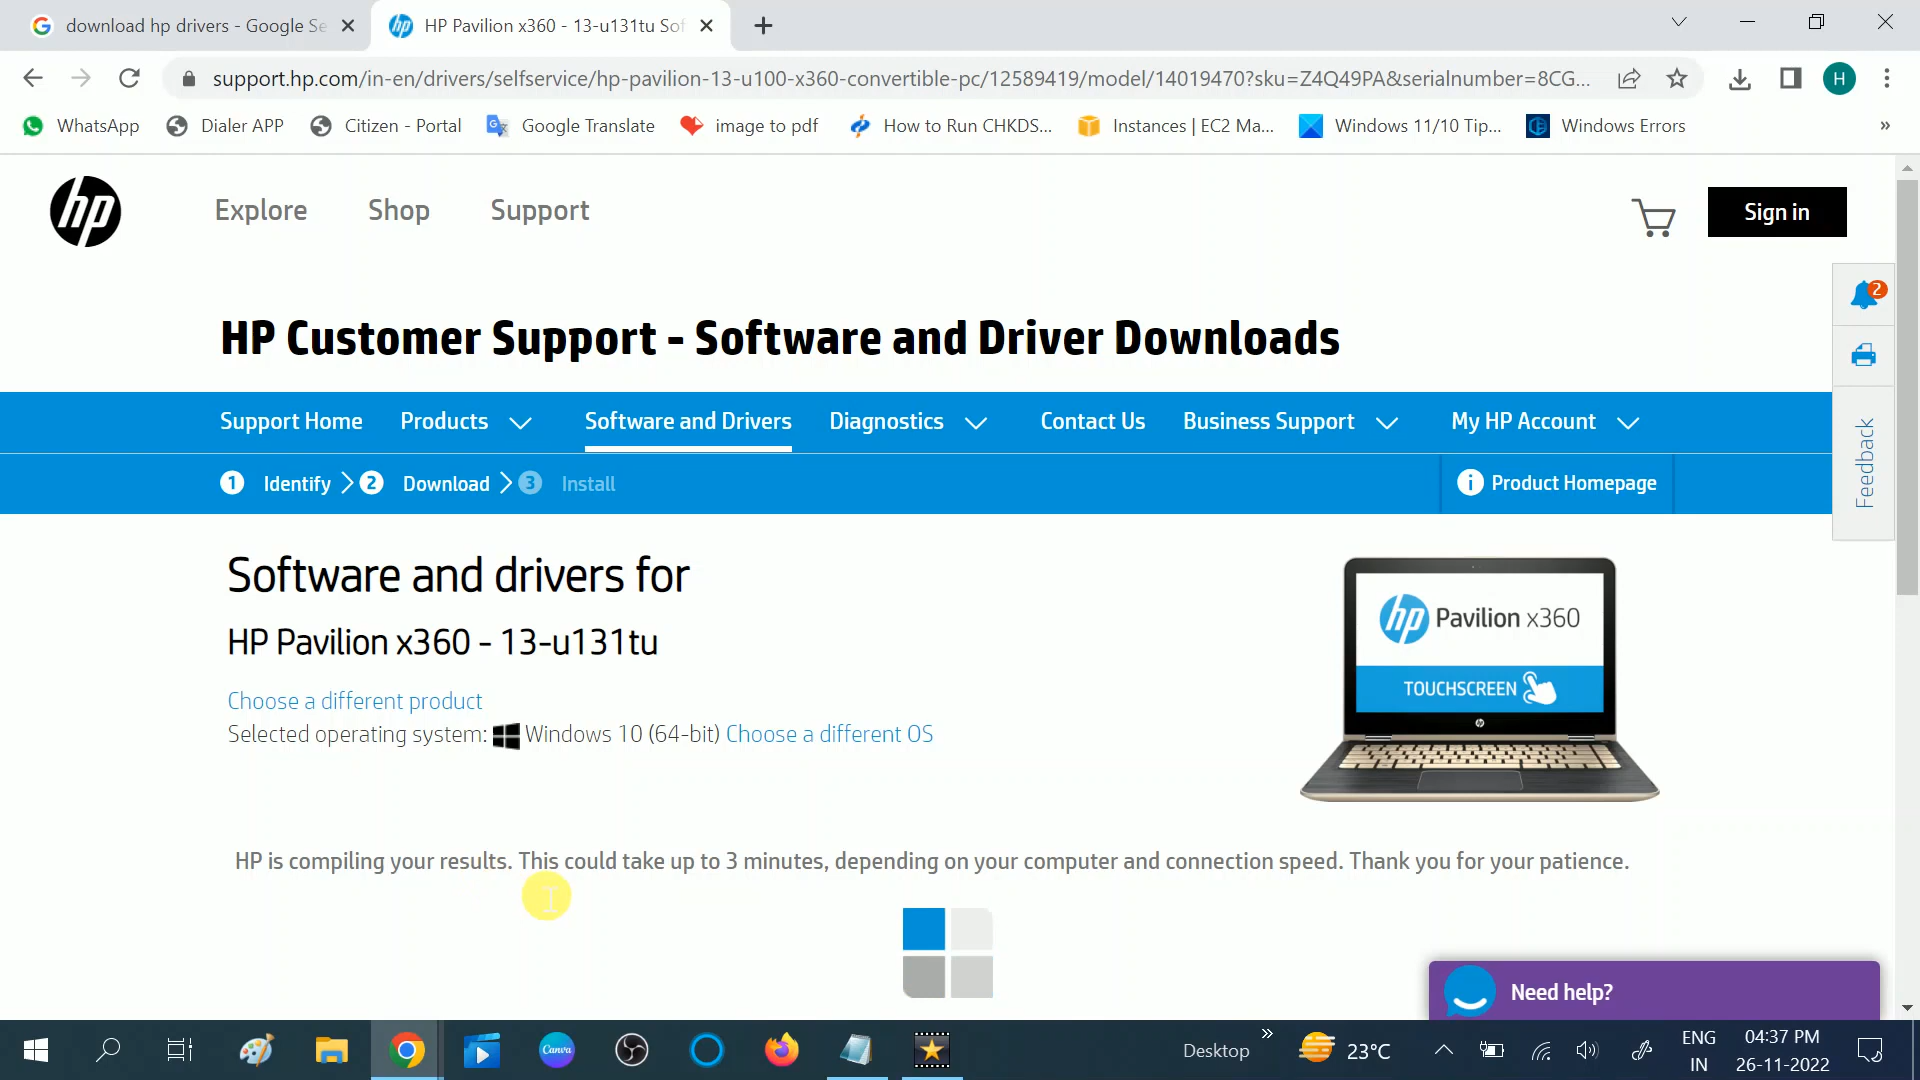 download hp drivers - Google Se
HP Pavilion x360 - 13-u131tu Sof
support.hp.com/in-en/drivers/selfservice/hp-pavilion-13-u100-x360-convertible-pc/12589419/model/14019470?sku=Z4Q49PA&serialnumber=8CG...
H
WhatsApp
Dialer APP
Citizen - Portal
Google Translate
image to pdf
How to Run CHKDS...
Instances | EC2 Ma...
Windows 11/10 Tip...
Windows Errors
»
hp
Explore
Shop
Support
Sign in
2
HP Customer Support - Software and Driver Downloads
Support Home
Products
Software and Drivers
Diagnostics
Contact Us
Business Support
My HP Account
Feedback
1 Identify
2 Download
3 Install
i Product Homepage
Software and drivers for
HP Pavilion x360 - 13-u131tu
hp Pavilion x360
TOUCHSCREEN
Choose a different product
Selected operating system: Windows 10 (64-bit) Choose a different OS
HP is compiling your results. This could take up to 3 minutes, depending on your computer and connection speed. Thank you for your patience.
Need help?
Canva
Desktop
»
23°C
ENG
IN
04:37 PM
26-11-2022